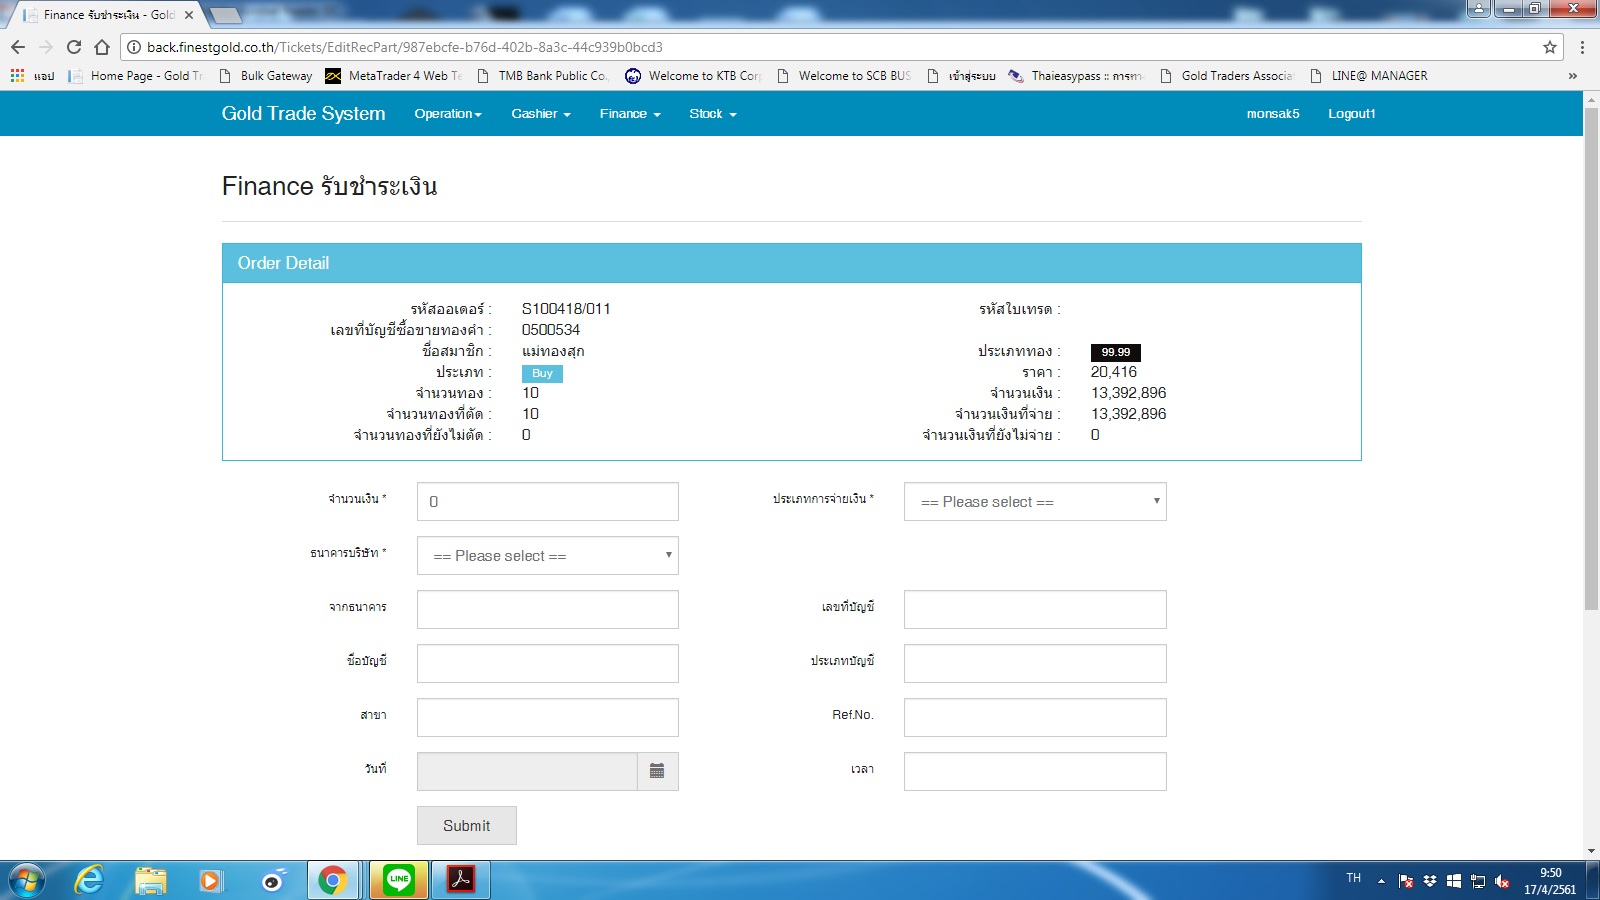 Finance รับชำระเงิน - Gold
back.finestgold.co.th/Tickets/EditRecPart/987ebcfe-b76d-402b-8a3c-44c939b0bcd3
แอป Home Page - Gold Tr Bulk Gateway MetaTrader 4 Web Te TMB Bank Public Co., Welcome to KTB Corp Welcome to SCB BUS เข้าสู่ระบบ Thaieasypass :: การทา Gold Traders Associa LINE@ MANAGER »
Gold Trade System Operation Cashier Finance Stock monsak5 Logout1
Finance รับชำระเงิน
Order Detail
รหัสออเดอร์ : S100418/011 รหัสใบเทรด :
เลขที่บัญชีซื้อขายทองคำ : 0500534
ชื่อสมาชิก : แม่ทองสุก ประเภททอง : 99.99
ประเภท : Buy ราคา : 20,416
จำนวนทอง : 10 จำนวนเงิน : 13,392,896
จำนวนทองที่ตัด : 10 จำนวนเงินที่จ่าย : 13,392,896
จำนวนทองที่ยังไม่ตัด : 0 จำนวนเงินที่ยังไม่จ่าย : 0
จำนวนเงิน * 0 ประเภทการจ่ายเงิน * == Please select ==
ธนาคารบริษัท * == Please select ==
จากธนาคาร เลขที่บัญชี
ชื่อบัญชี ประเภทบัญชี
สาขา Ref.No.
วันที่ เวลา
Submit
TH 9:50
17/4/2561